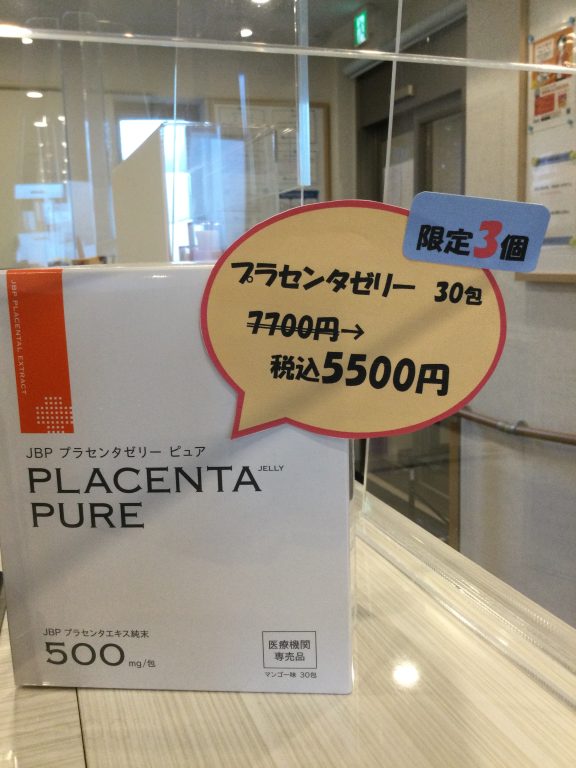 限定3個
プラセンタゼリー 30包
7700円→
税込5500円
JBP PLACENTAL EXTRACT
JBP プラセンタゼリー ピュア
PLACENTA JELLY
PURE
JBP プラセンタエキス純末
500 mg/包
医療機関
専売品
マンゴー味 30包